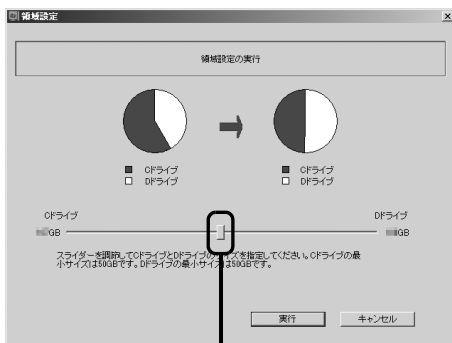 領域設定
領域設定の実行
Cドライブ
Dドライブ
Cドライブ
Dドライブ
Cドライブ
Dドライブ
GB
GB
スライダーを調節してCドライブとDドライブのサイズを指定してください。Cドライブの最
小サイズは50GBです。Dドライブの最小サイズは50GBです。
実行
キャンセル